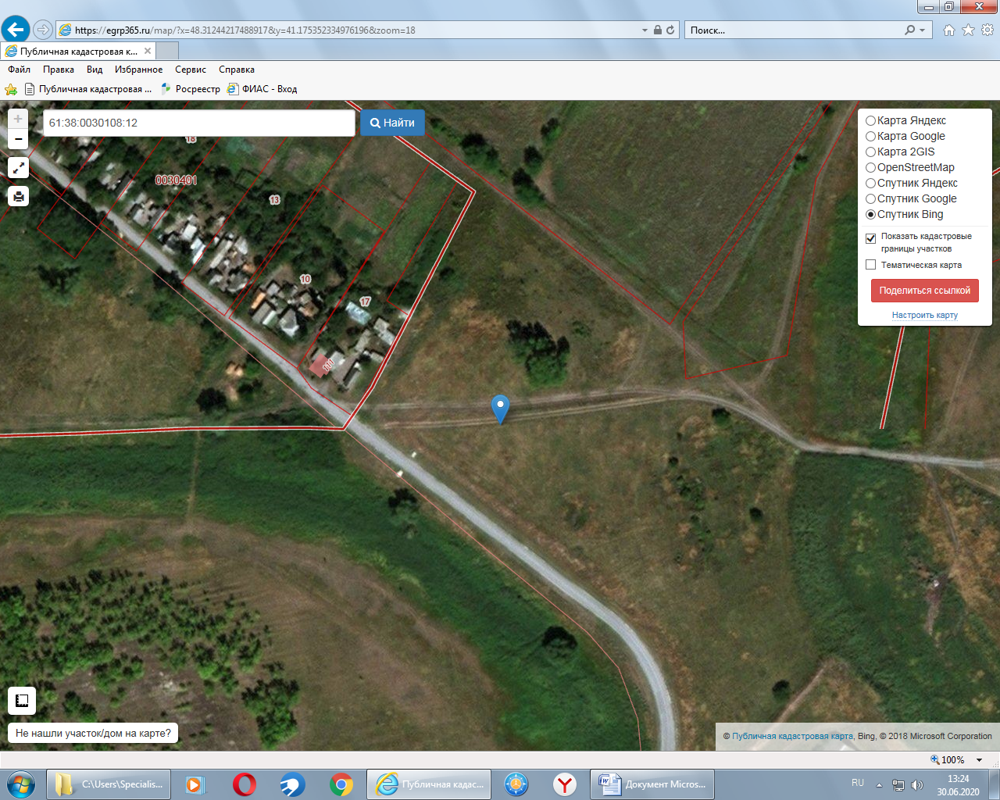 https://egrp365.ru/map/?x=48.31244217488917&y=41.175352334976196&zoom=18
Поиск...
Публичная кадастровая к...
Файл Правка Вид Избранное Сервис Справка
Публичная кадастровая ... Росреестр ФИАС - Вход
61:38:0030108:12
Найти
18
0030401
13
10
17
111
Карта Яндекс
Карта Google
Карта 2GIS
OpenStreetMap
Спутник Яндекс
Спутник Google
Спутник Bing
Показать кадастровые
границы участков
Тематическая карта
Поделиться ссылкой
Настроить карту
Не нашли участок/дом на карте?
© Публичная кадастровая карта, Bing, © 2018 Microsoft Corporation
100%
C:\Users\Specialis...
Публичная кадас...
Документ Micros...
RU
13:24
30.06.2020